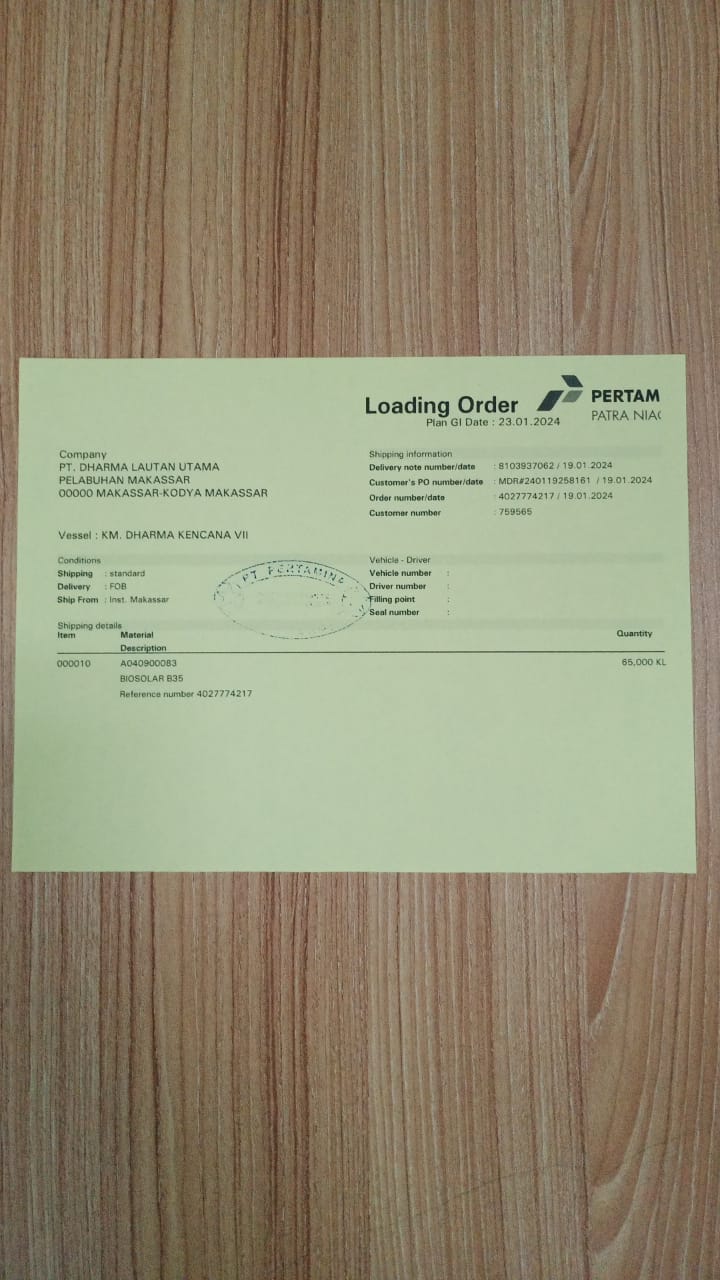 Loading Order
Plan GI Date : 23.01.2024
PERTAM
PATRA NIAG
Company
PT. DHARMA LAUTAN UTAMA
PELABUHAN MAKASSAR
00000 MAKASSAR-KODYA MAKASSAR
Vessel : KM. DHARMA KENCANA VII
Shipping information
Delivery note number/date : 8103937062 / 19.01.2024
Customer's PO number/date : MDR#240119258161 / 19.01.2024
Order number/date : 4027774217 / 19.01.2024
Customer number : 759565
Conditions
Shipping : standard
Delivery : FOB
Ship From : Inst. Makassar
PT. PERTAMINA
Vehicle - Driver
Vehicle number :
Driver number :
Filling point :
Seal number :
Shipping details
Item Material Quantity
Description
000010 A040900083 65,000 KL
BIOSOLAR B35
Reference number 4027774217